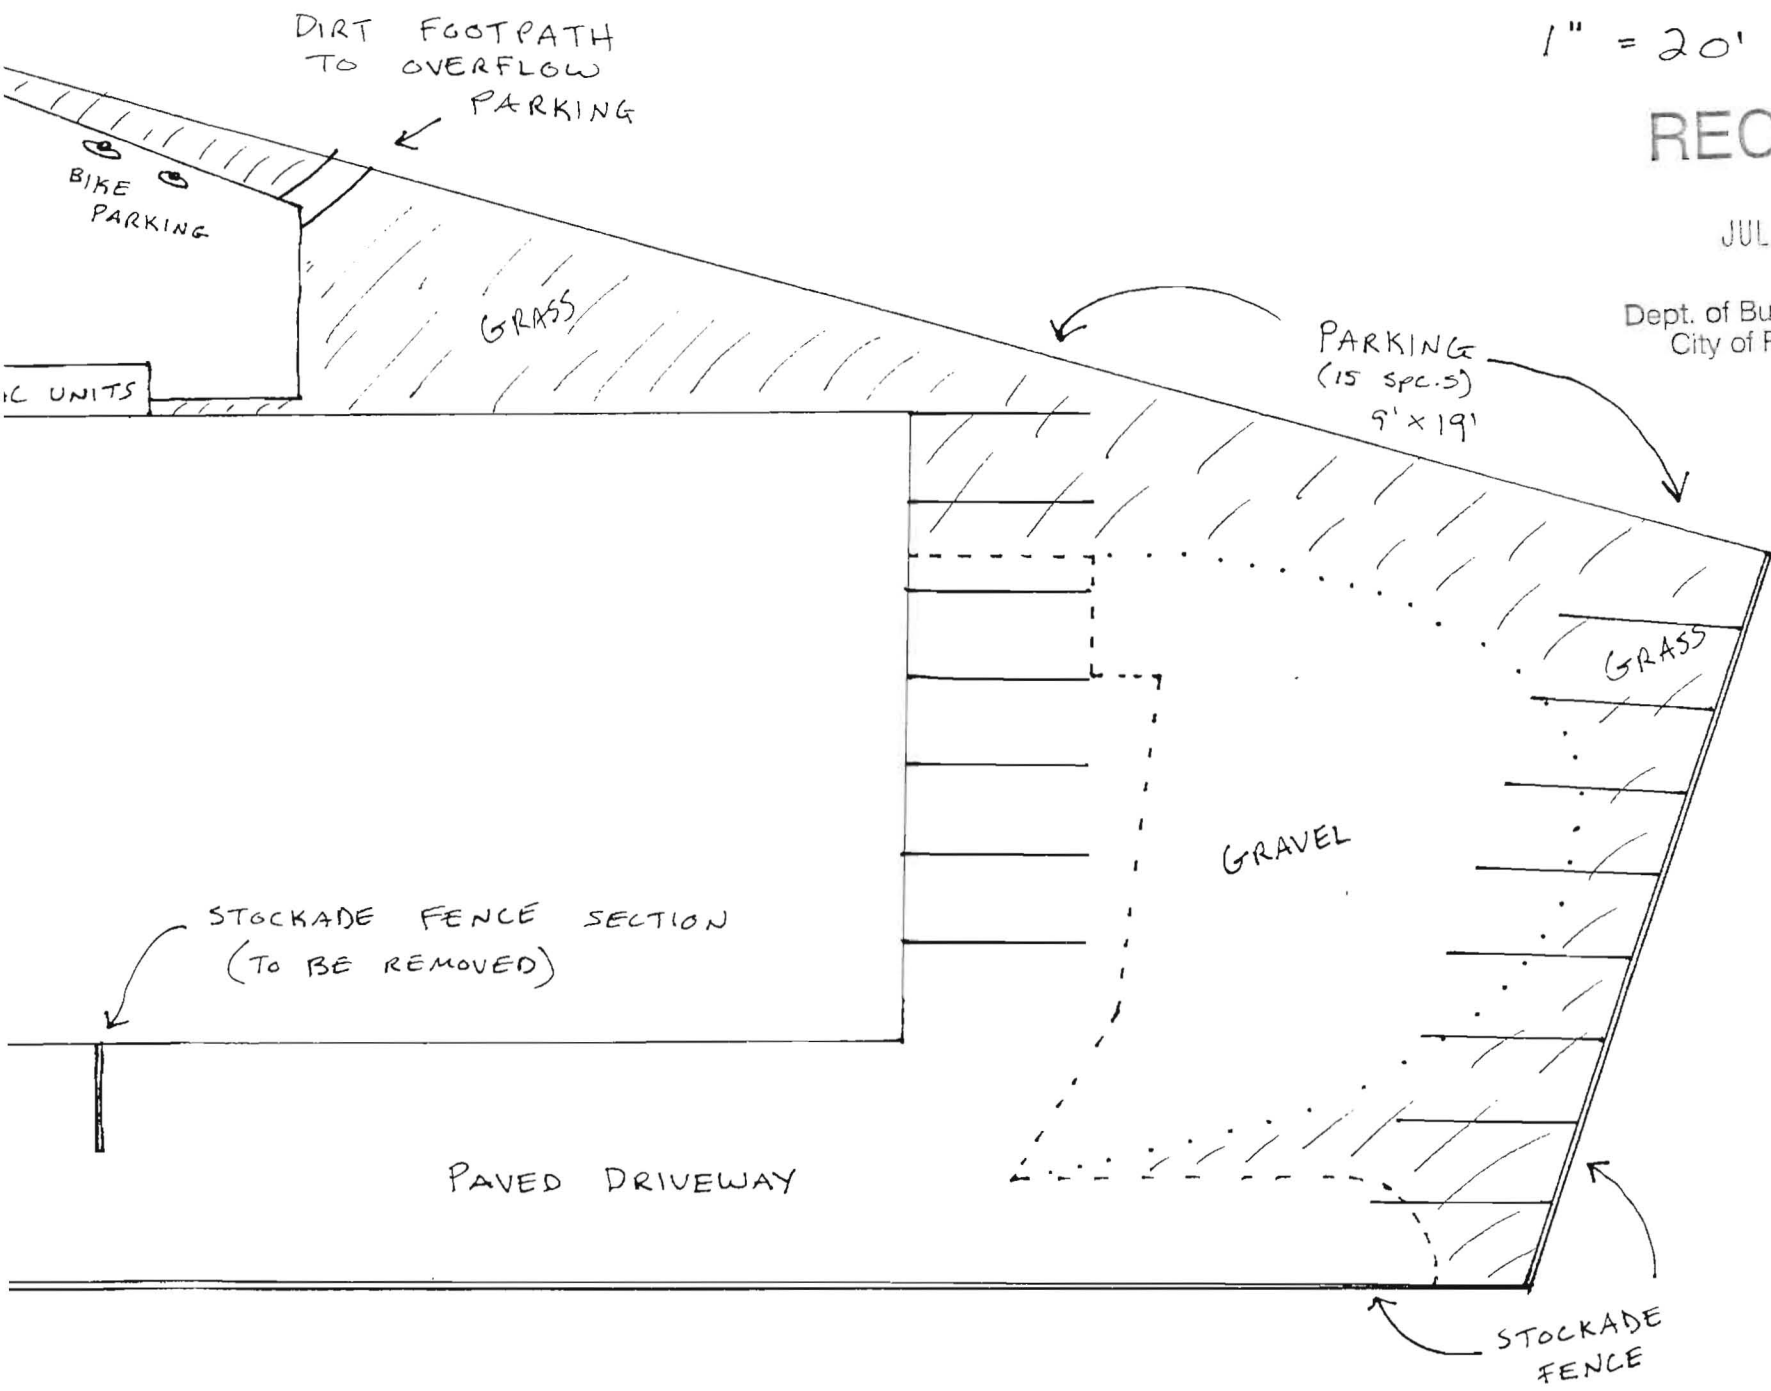 DIRT FOOTPATH
TO OVERFLOW
PARKING
1" = 20'
REC
JUL
Dept. of Bu
City of
BIKE
PARKING
GRASS
PARKING
(15 SPC.S)
9' x 19'
UNITS
GRASS
GRAVEL
STOCKADE FENCE SECTION
(TO BE REMOVED)
PAVED DRIVEWAY
STOCKADE
FENCE